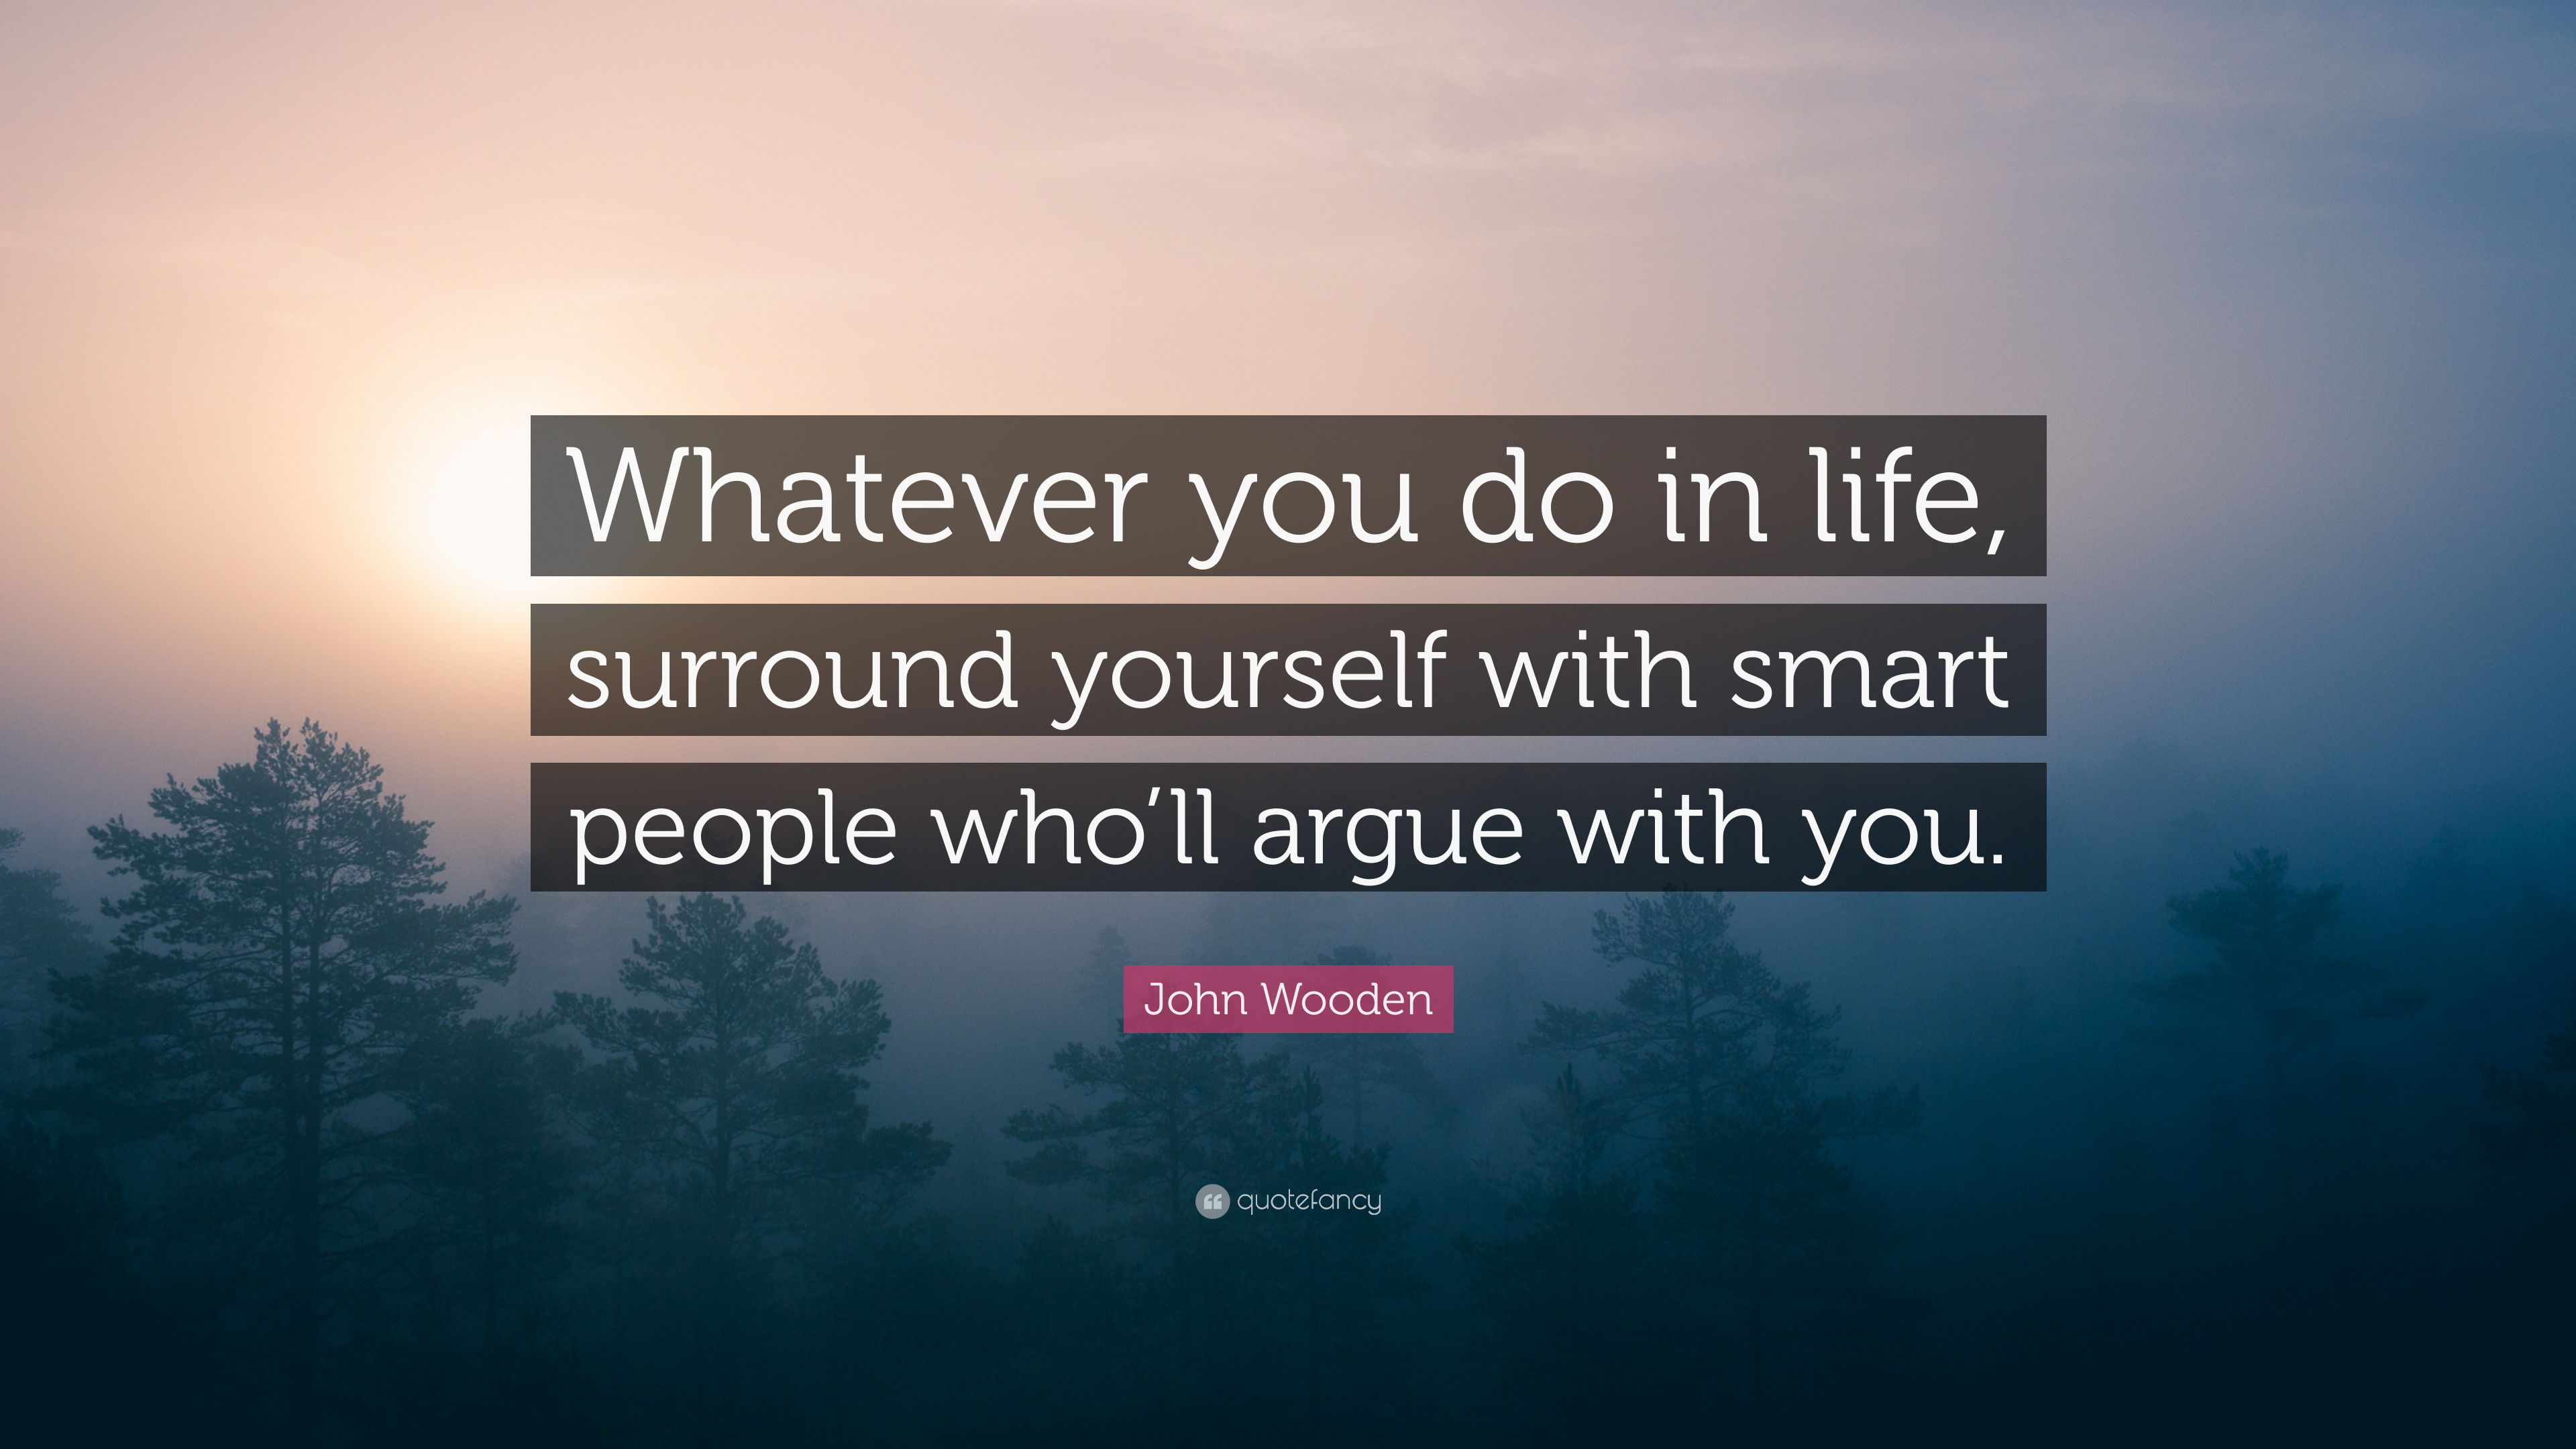 Whatever you do in life,
surround yourself with smart
people who’ll argue with you.
John Wooden
quotefancy